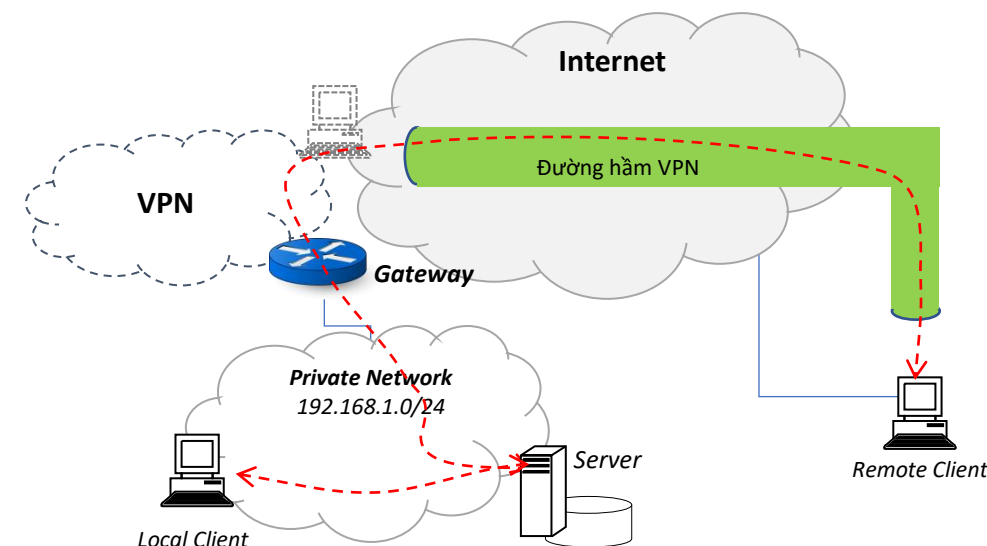 Internet
Đường hầm VPN
VPN
Gateway
Private Network
192.168.1.0/24
Server
Remote Client
Local Client